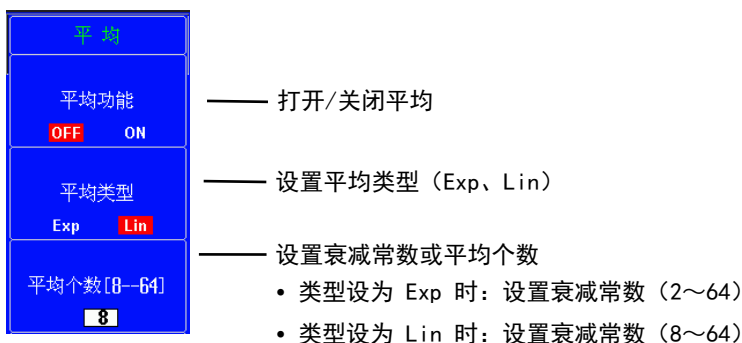 平 均
平均功能
OFF ON
打开/关闭平均
平均类型
Exp Lin
设置平均类型（Exp、Lin）
平均个数[8--64]
8
设置衰减常数或平均个数
• 类型设为 Exp 时：设置衰减常数（2～64）
• 类型设为 Lin 时：设置衰减常数（8～64）